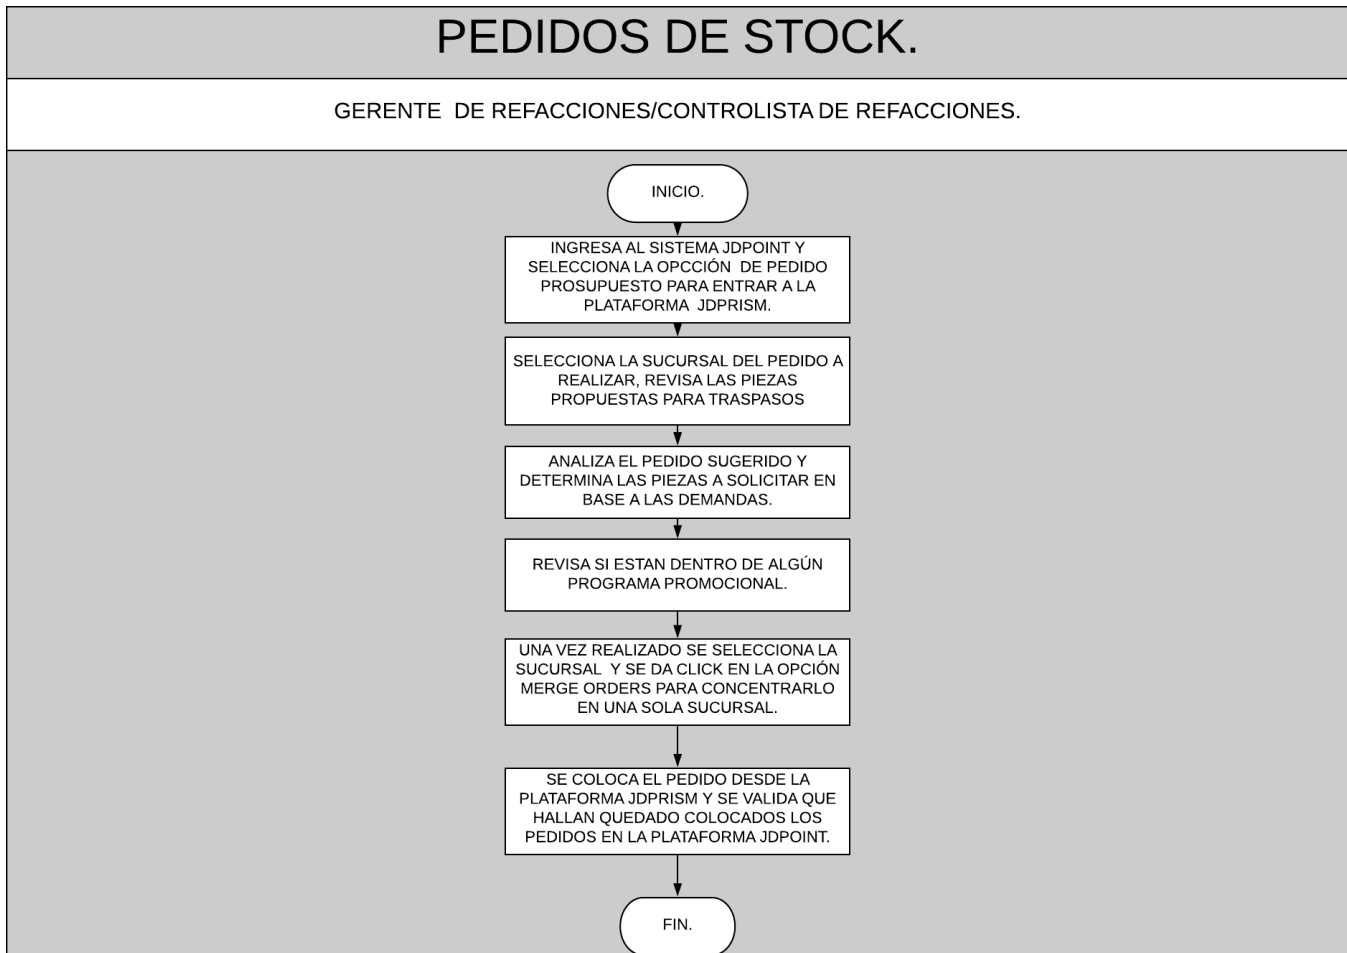 PEDIDOS DE STOCK.
GERENTE  DE REFACCIONES/CONTROLISTA DE REFACCIONES.
INICIO.
INGRESA AL SISTEMA JDPOINT Y
SELECCIONA LA OPCCIÓN  DE PEDIDO
PROSUPUESTO PARA ENTRAR A LA
PLATAFORMA  JDPRISM.
SELECCIONA LA SUCURSAL DEL PEDIDO A
REALIZAR, REVISA LAS PIEZAS
PROPUESTAS PARA TRASPASOS
ANALIZA EL PEDIDO SUGERIDO Y
DETERMINA LAS PIEZAS A SOLICITAR EN
BASE A LAS DEMANDAS.
REVISA SI ESTAN DENTRO DE ALGÚN
PROGRAMA PROMOCIONAL.
UNA VEZ REALIZADO SE SELECCIONA LA
SUCURSAL  Y SE DA CLICK EN LA OPCIÓN
MERGE ORDERS PARA CONCENTRARLO
EN UNA SOLA SUCURSAL.
SE COLOCA EL PEDIDO DESDE LA
PLATAFORMA JDPRISM Y SE VALIDA QUE
HALLAN QUEDADO COLOCADOS LOS
PEDIDOS EN LA PLATAFORMA JDPOINT.
FIN.